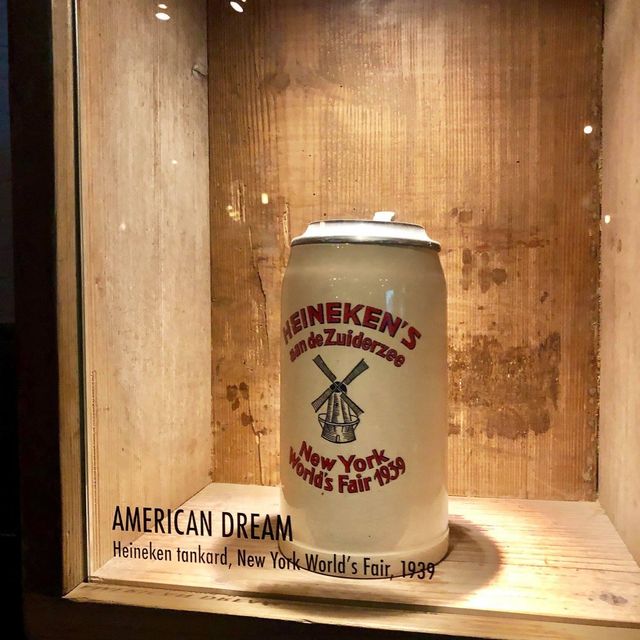 HEINEKEN'S
aan de Zuiderzee
New York
World's Fair 1939
AMERICAN DREAM
Heineken tankard, New York World's Fair, 1939